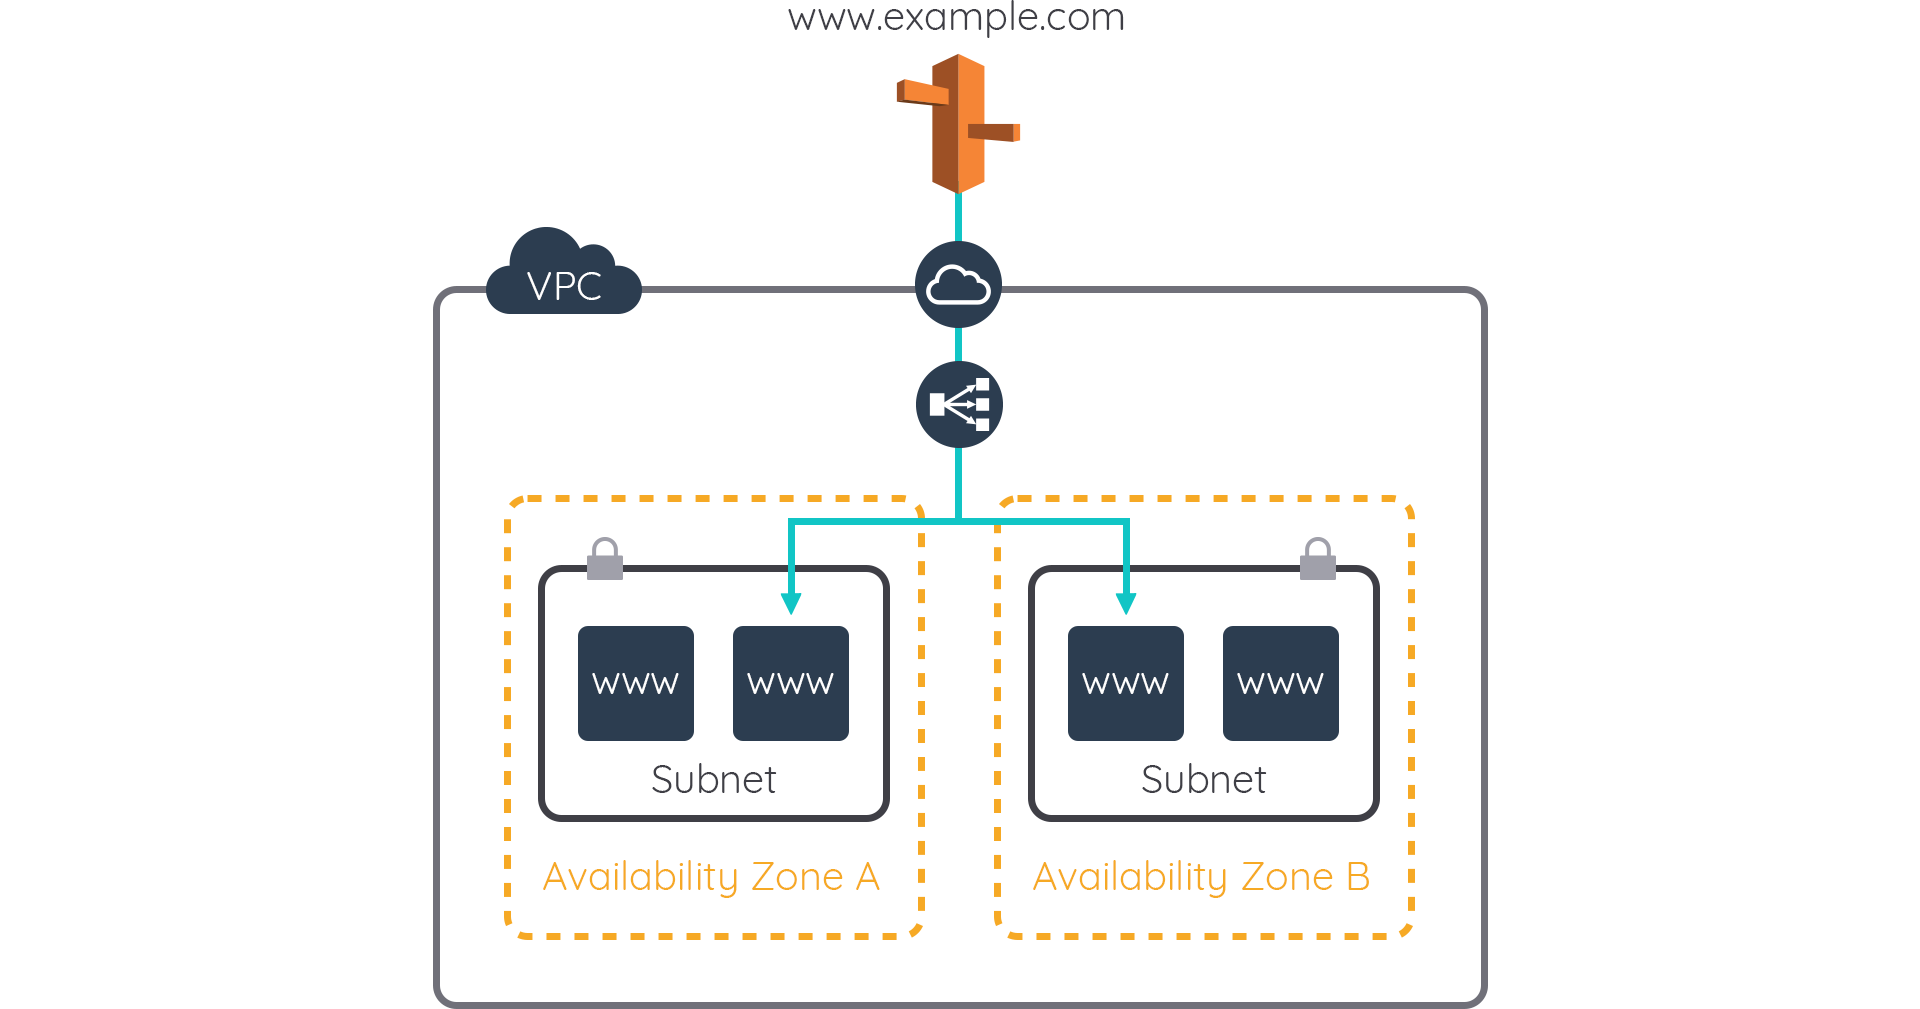 www.example.com
VPC
WWW
WWW
WWW
WWW
Subnet
Subnet
Availability Zone A
Availability Zone B